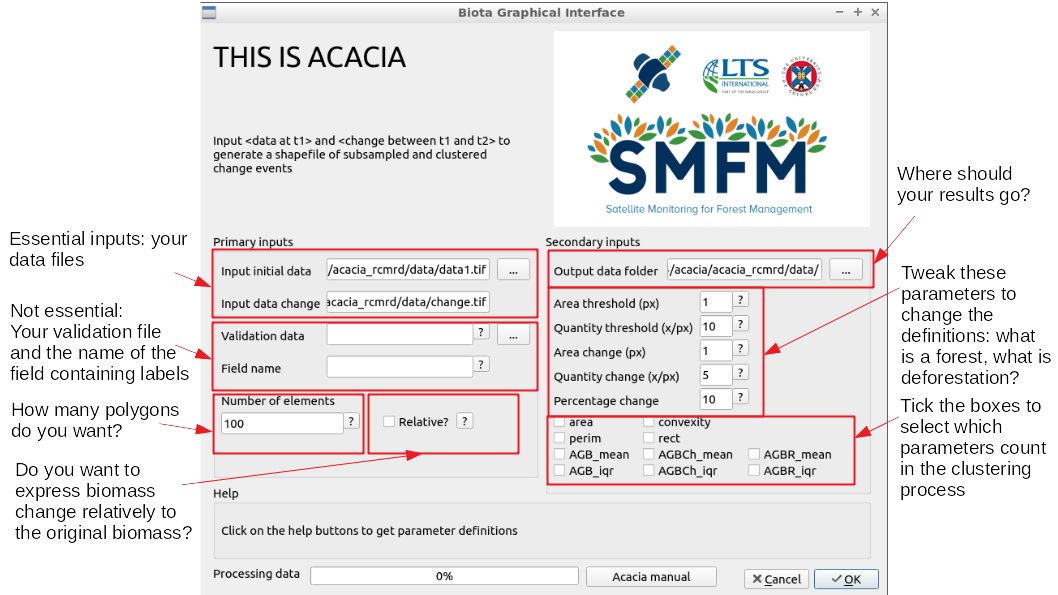 Biota Graphical Interface
THIS IS ACACIA
Input <data at t1> and <change between t1 and t2> to
generate a shapefile of subsampled and clustered
change events
LTS
INTERNATIONAL
SMFM
Satellite Monitoring for Forest Management
Where should
your results go?
Essential inputs: your
data files
Primary inputs
Input initial data
/acacia_rcmrd/data/data1.tif
...
Input data change
acacia_rcmrd/data/change.tif
Not essential:
Your validation file
and the name of the
field containing labels
Validation data
?
...
Field name
?
How many polygons
do you want?
Number of elements
100
?
Relative?
?
Do you want to
express biomass
change relatively to
the original biomass?
Secondary inputs
Output data folder
/acacia/acacia_rcmrd/data/
...
Area threshold (px)
1
?
Quantity threshold (x/px)
10
?
Area change (px)
1
?
Quantity change (x/px)
5
?
Percentage change
10
?
Tweak these
parameters to
change the
definitions: what
is a forest, what is
deforestation?
area
convexity
perim
rect
AGB_mean
AGBCh_mean
AGBR_mean
AGB_iqr
AGBCh_iqr
AGBR_iqr
Tick the boxes to
select which
parameters count
in the clustering
process
Help
Click on the help buttons to get parameter definitions
Processing data
0%
Acacia manual
Cancel
OK